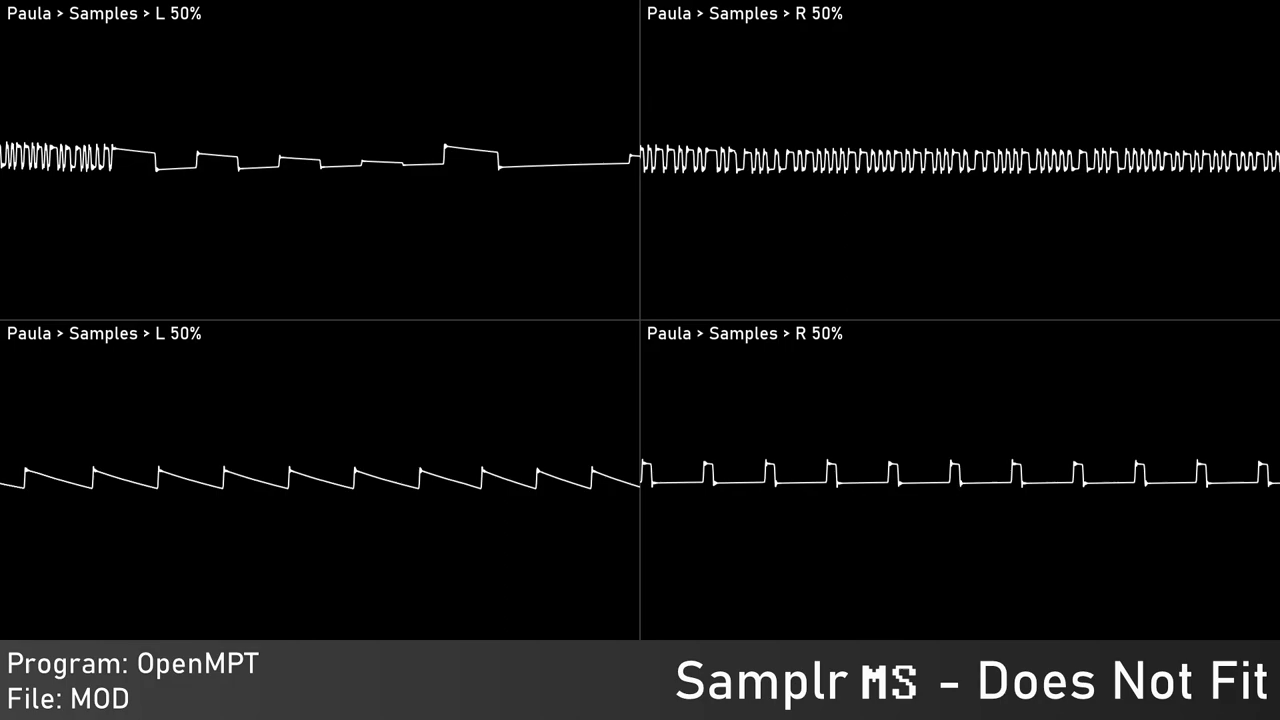 Paula > Samples > L 50%
Paula > Samples > R 50%
Paula > Samples > L 50%
Paula > Samples > R 50%
Program: OpenMPT
File: MOD
Samplr MS - Does Not Fit